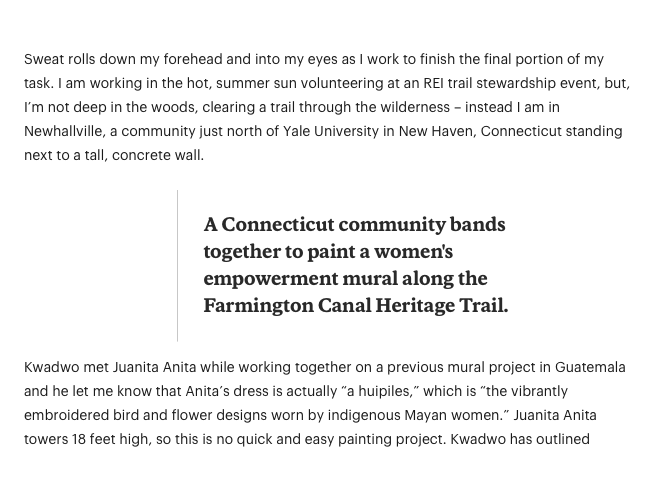 Sweat rolls down my forehead and into my eyes as I work to finish the final portion of my
task. I am working in the hot, summer sun volunteering at an REI trail stewardship event, but,
I’m not deep in the woods, clearing a trail through the wilderness – instead I am in
Newhallville, a community just north of Yale University in New Haven, Connecticut standing
next to a tall, concrete wall.
A Connecticut community bands
together to paint a women's
empowerment mural along the
Farmington Canal Heritage Trail.
Kwadwo met Juanita Anita while working together on a previous mural project in Guatemala
and he let me know that Anita’s dress is actually “a huipiles,” which is “the vibrantly
embroidered bird and flower designs worn by indigenous Mayan women.” Juanita Anita
towers 18 feet high, so this is no quick and easy painting project. Kwadwo has outlined